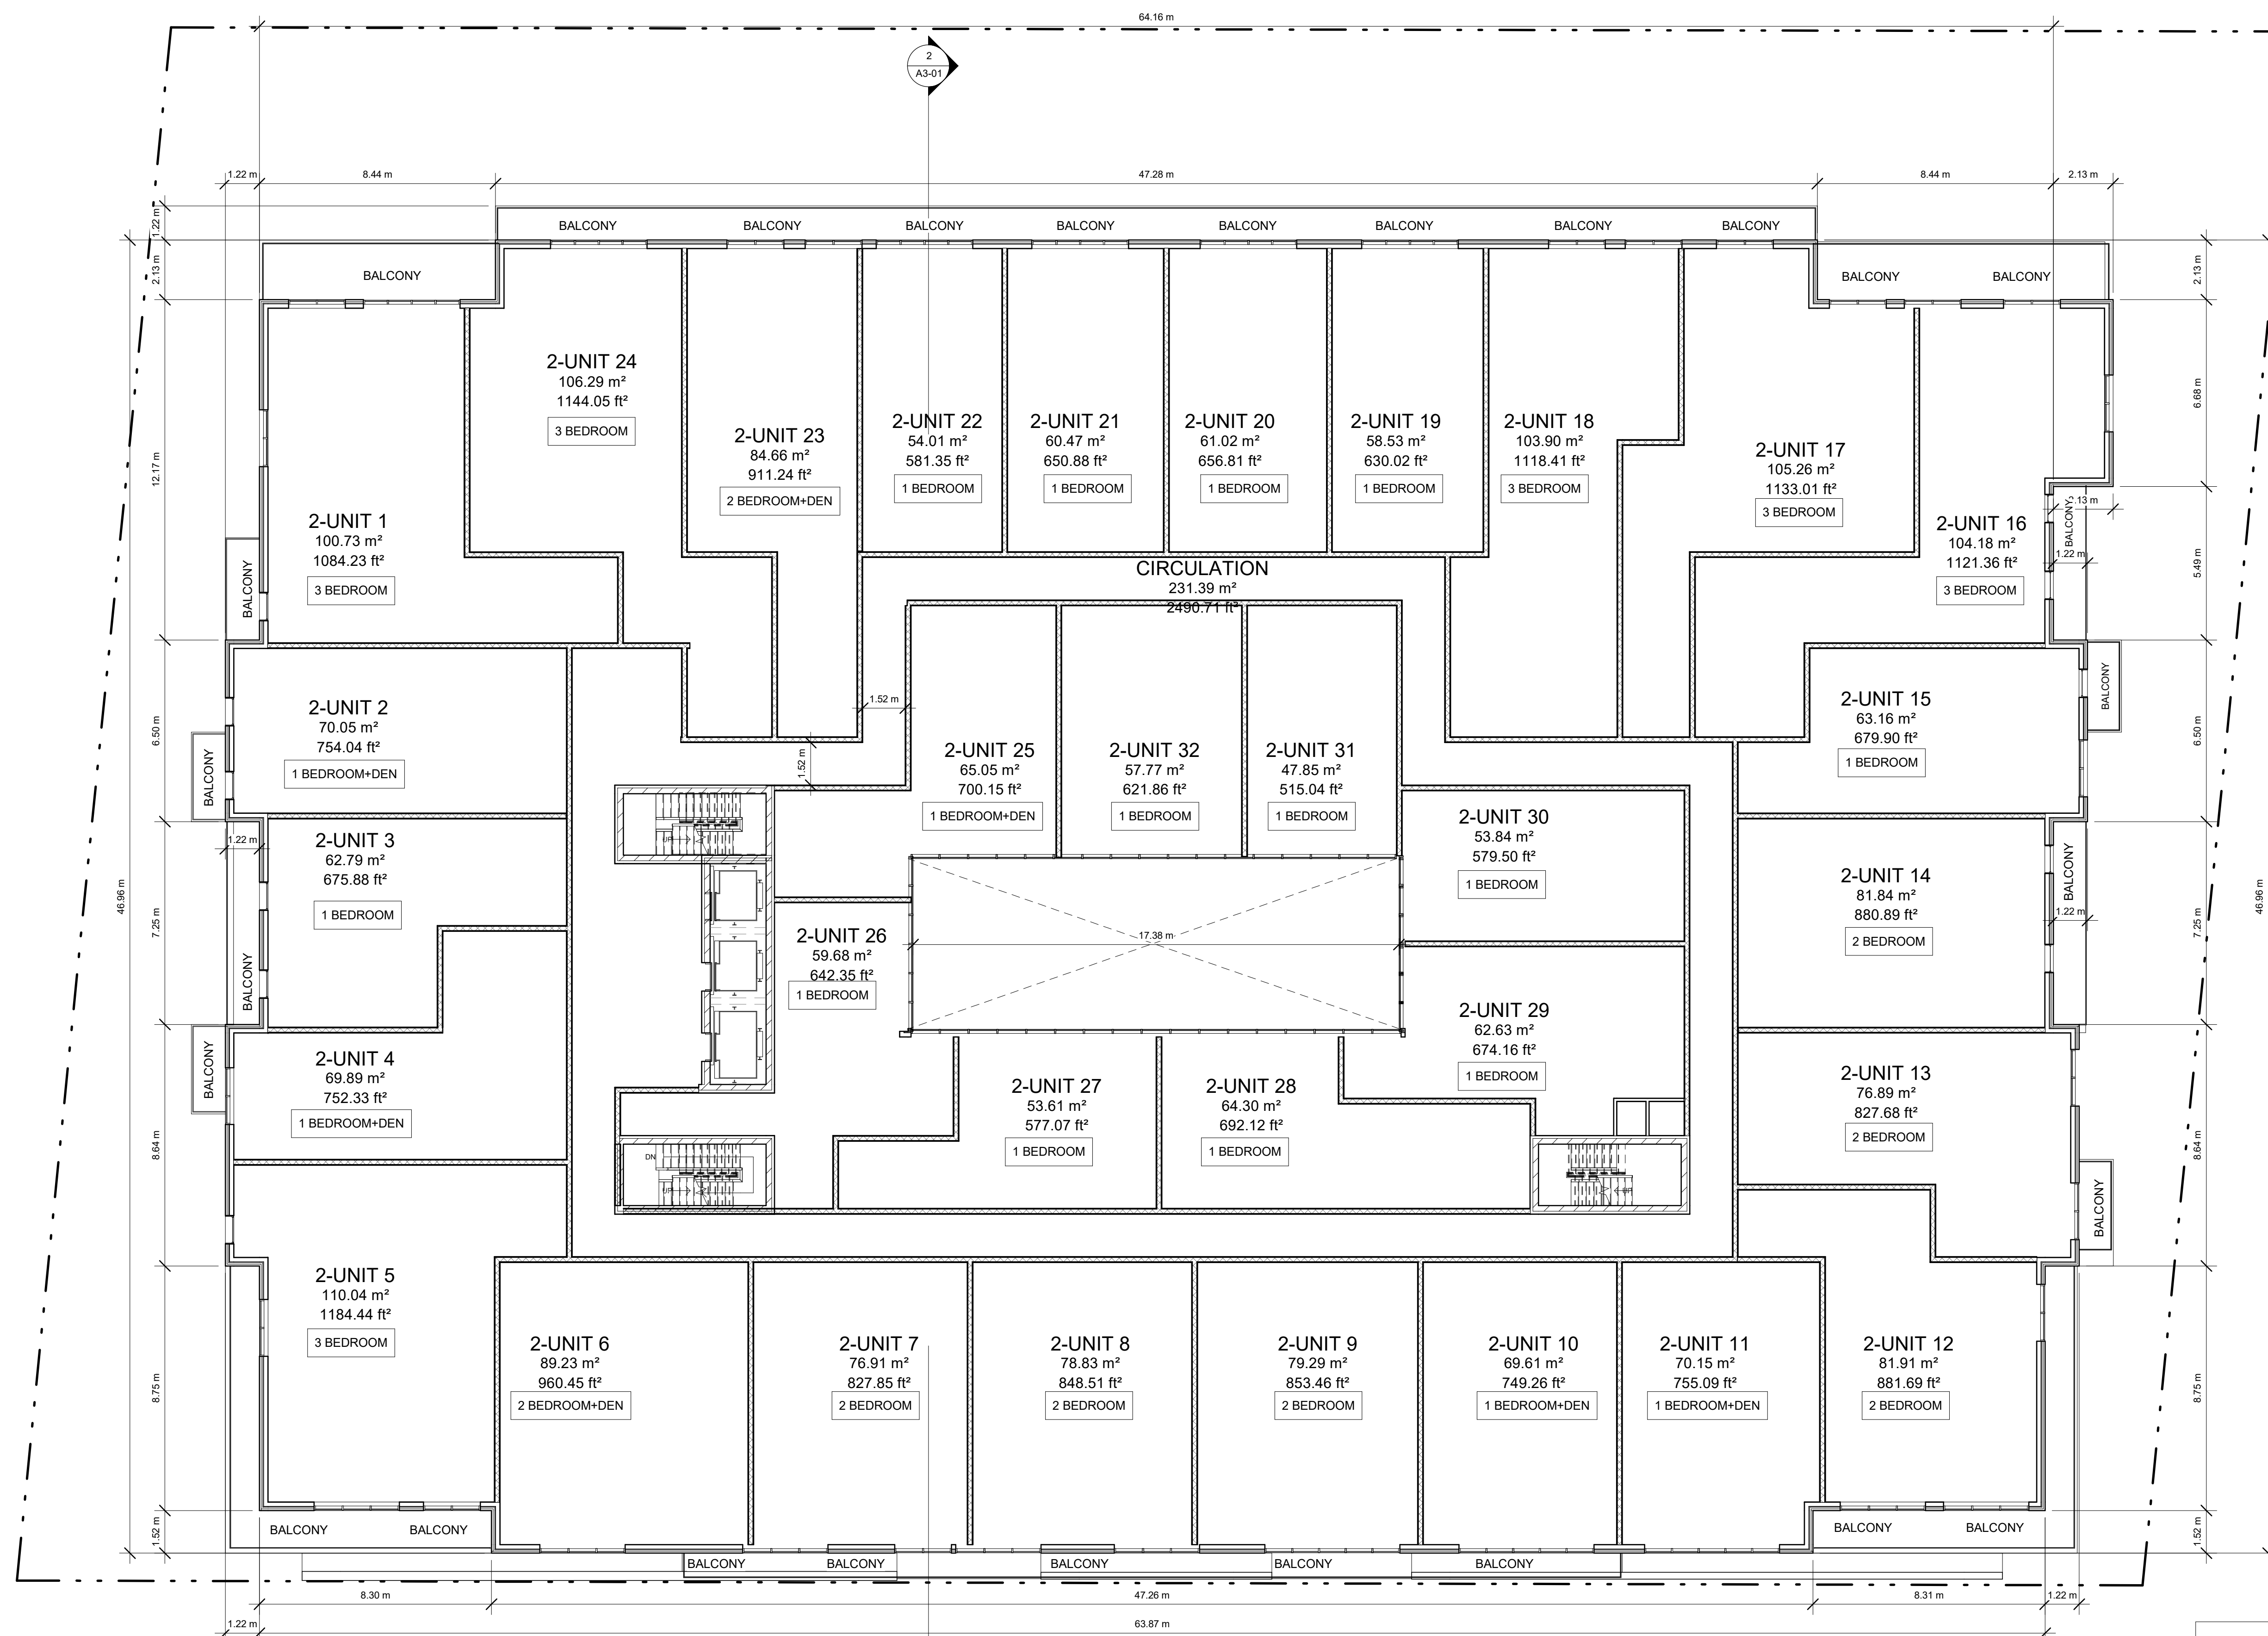 64.16 m
2
A3-01
1.22 m
8.44 m
47.28 m
8.44 m
2.13 m
1.22 m
2.13 m
12.17 m
6.50 m
7.25 m
8.64 m
8.75 m
1.52 m
46.96 m
BALCONY
BALCONY
BALCONY
BALCONY
BALCONY
BALCONY
BALCONY
BALCONY
BALCONY
BALCONY
BALCONY
2.13 m
6.68 m
5.49 m
6.50 m
7.25 m
8.64 m
8.75 m
1.52 m
46.96 m
2-UNIT 24
106.29 m²
1144.05 ft²
3 BEDROOM
2-UNIT 23
84.66 m²
911.24 ft²
2 BEDROOM+DEN
2-UNIT 22
54.01 m²
581.35 ft²
1 BEDROOM
2-UNIT 21
60.47 m²
650.88 ft²
1 BEDROOM
2-UNIT 20
61.02 m²
656.81 ft²
1 BEDROOM
2-UNIT 19
58.53 m²
630.02 ft²
1 BEDROOM
2-UNIT 18
103.90 m²
1118.41 ft²
3 BEDROOM
2-UNIT 17
105.26 m²
1133.01 ft²
3 BEDROOM
2-UNIT 1
100.73 m²
1084.23 ft²
3 BEDROOM
BALCONY
2-UNIT 16
104.18 m²
1121.36 ft²
3 BEDROOM
BALCONY
2.13 m
1.22 m
CIRCULATION
231.39 m²
2490.71 ft²
2-UNIT 2
70.05 m²
754.04 ft²
1 BEDROOM+DEN
BALCONY
1.52 m
1.52 m
2-UNIT 25
65.05 m²
700.15 ft²
1 BEDROOM+DEN
2-UNIT 32
57.77 m²
621.86 ft²
1 BEDROOM
2-UNIT 31
47.85 m²
515.04 ft²
1 BEDROOM
2-UNIT 15
63.16 m²
679.90 ft²
1 BEDROOM
BALCONY
2-UNIT 3
62.79 m²
675.88 ft²
1 BEDROOM
1.22 m
BALCONY
UP
2-UNIT 30
53.84 m²
579.50 ft²
1 BEDROOM
2-UNIT 14
81.84 m²
880.89 ft²
2 BEDROOM
BALCONY
1.22 m
2-UNIT 26
59.68 m²
642.35 ft²
1 BEDROOM
17.38 m
2-UNIT 29
62.63 m²
674.16 ft²
1 BEDROOM
2-UNIT 4
69.89 m²
752.33 ft²
1 BEDROOM+DEN
BALCONY
2-UNIT 27
53.61 m²
577.07 ft²
1 BEDROOM
2-UNIT 28
64.30 m²
692.12 ft²
1 BEDROOM
2-UNIT 13
76.89 m²
827.68 ft²
2 BEDROOM
BALCONY
DN
UP
UP
2-UNIT 5
110.04 m²
1184.44 ft²
3 BEDROOM
2-UNIT 6
89.23 m²
960.45 ft²
2 BEDROOM+DEN
2-UNIT 7
76.91 m²
827.85 ft²
2 BEDROOM
2-UNIT 8
78.83 m²
848.51 ft²
2 BEDROOM
2-UNIT 9
79.29 m²
853.46 ft²
2 BEDROOM
2-UNIT 10
69.61 m²
749.26 ft²
1 BEDROOM+DEN
2-UNIT 11
70.15 m²
755.09 ft²
1 BEDROOM+DEN
2-UNIT 12
81.91 m²
881.69 ft²
2 BEDROOM
BALCONY
BALCONY
BALCONY
BALCONY
BALCONY
BALCONY
BALCONY
BALCONY
BALCONY
8.30 m
47.26 m
8.31 m
1.22 m
1.22 m
63.87 m